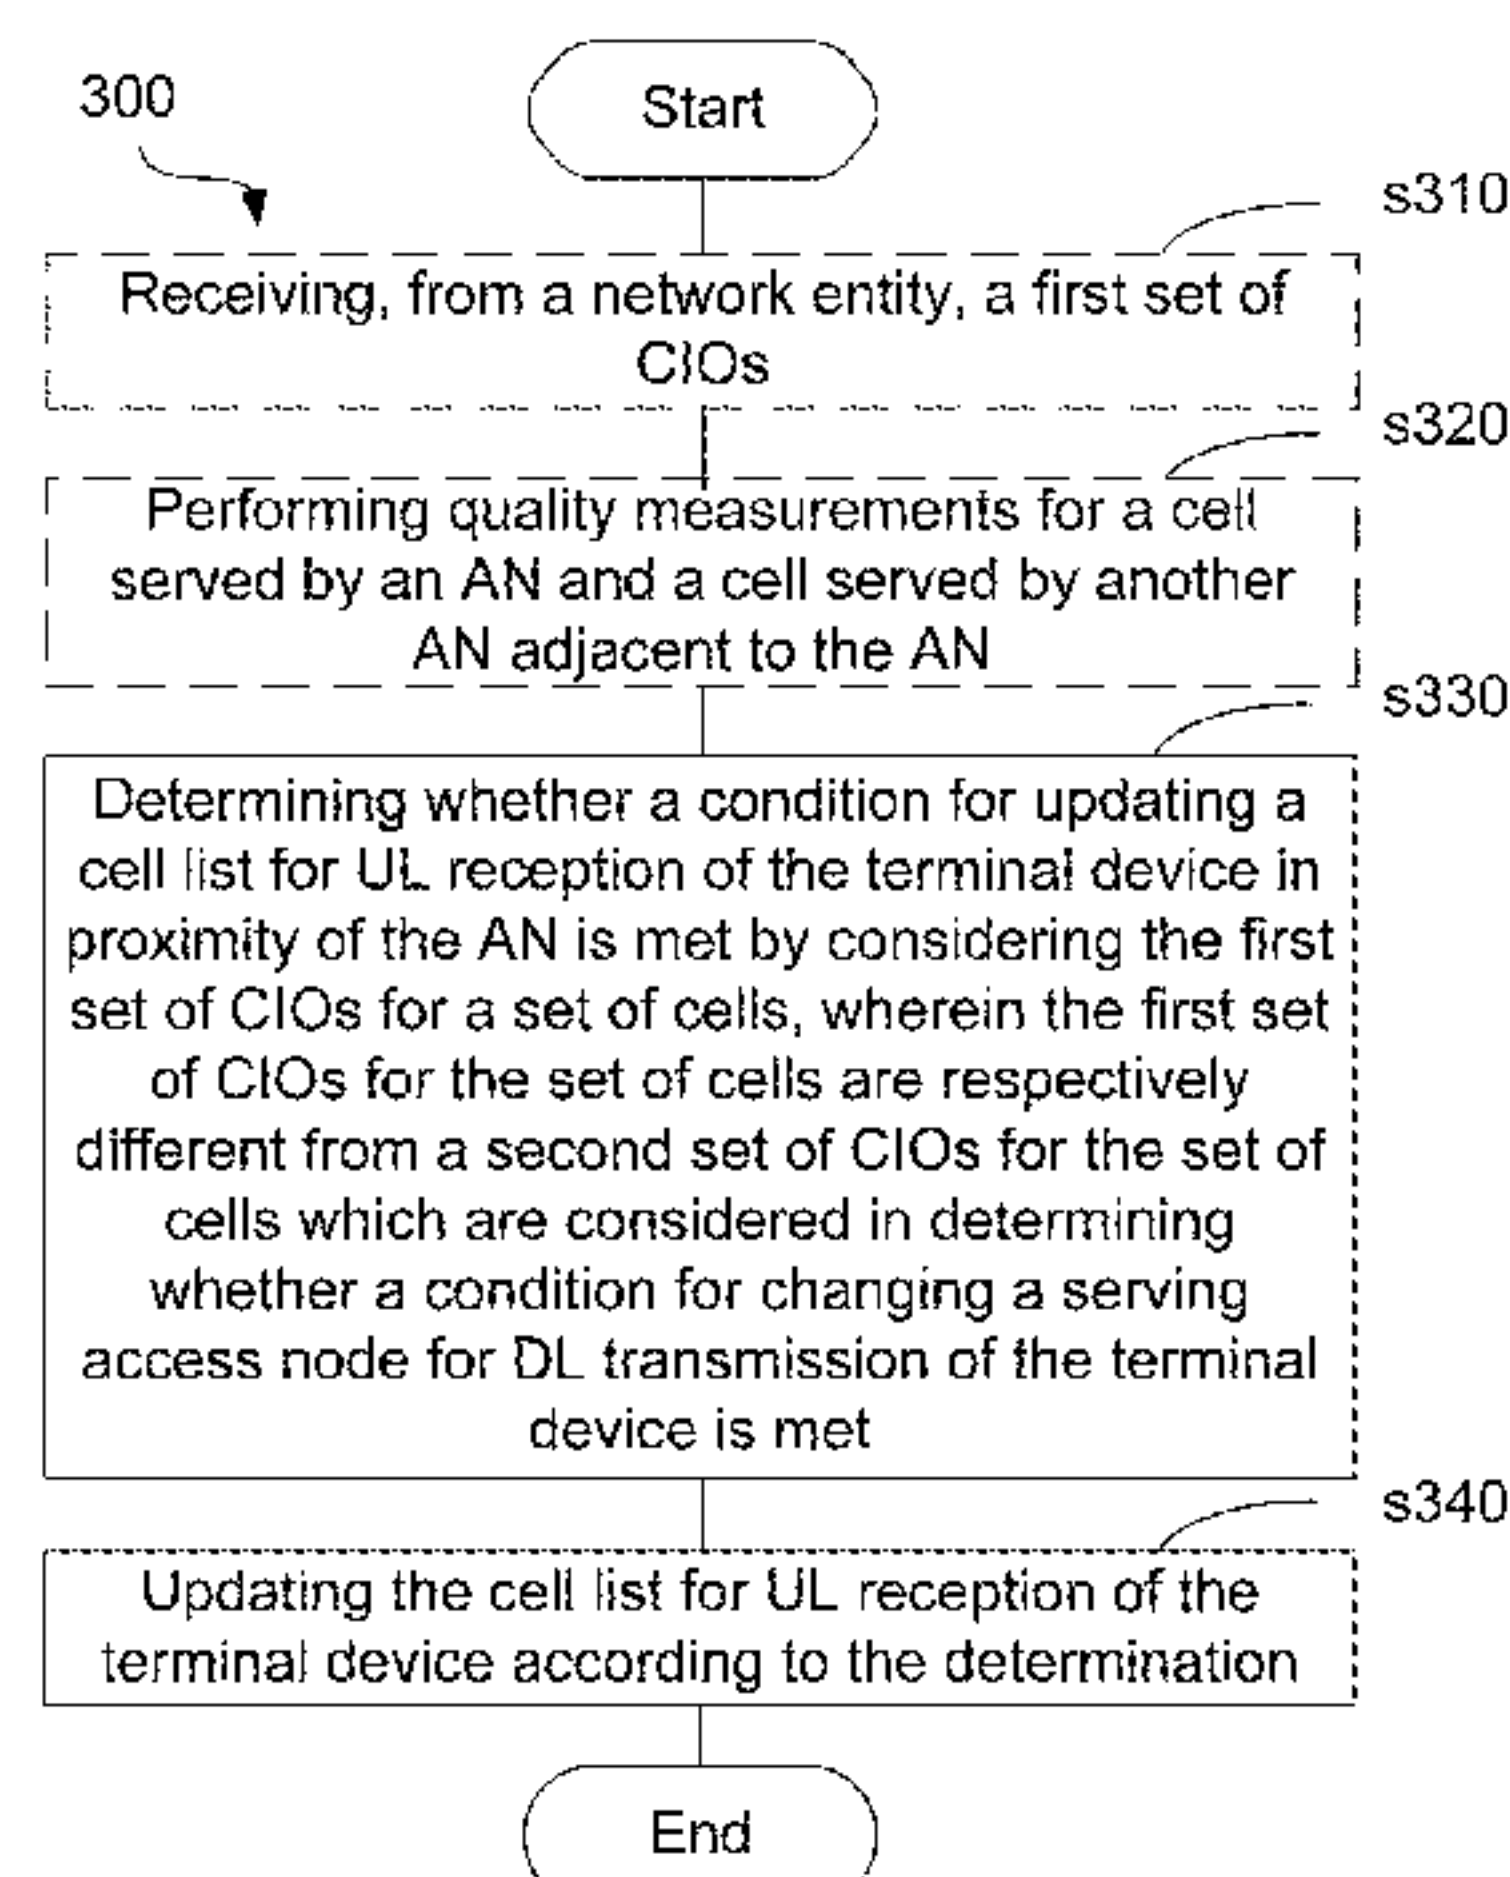 300
Start
s310
Receiving, from a network entity, a first set of
CIOs
s320
Performing quality measurements for a cell
served by an AN and a cell served by another
AN adjacent to the AN
s330
Determining whether a condition for updating a
cell list for UL reception of the terminal device in
proximity of the AN is met by considering the first
set of CIOs for a set of cells, wherein the first set
of CIOs for the set of cells are respectively
different from a second set of CIOs for the set of
cells which are considered in determining
whether a condition for changing a serving
access node for DL transmission of the terminal
device is met
s340
Updating the cell list for UL reception of the
terminal device according to the determination
End